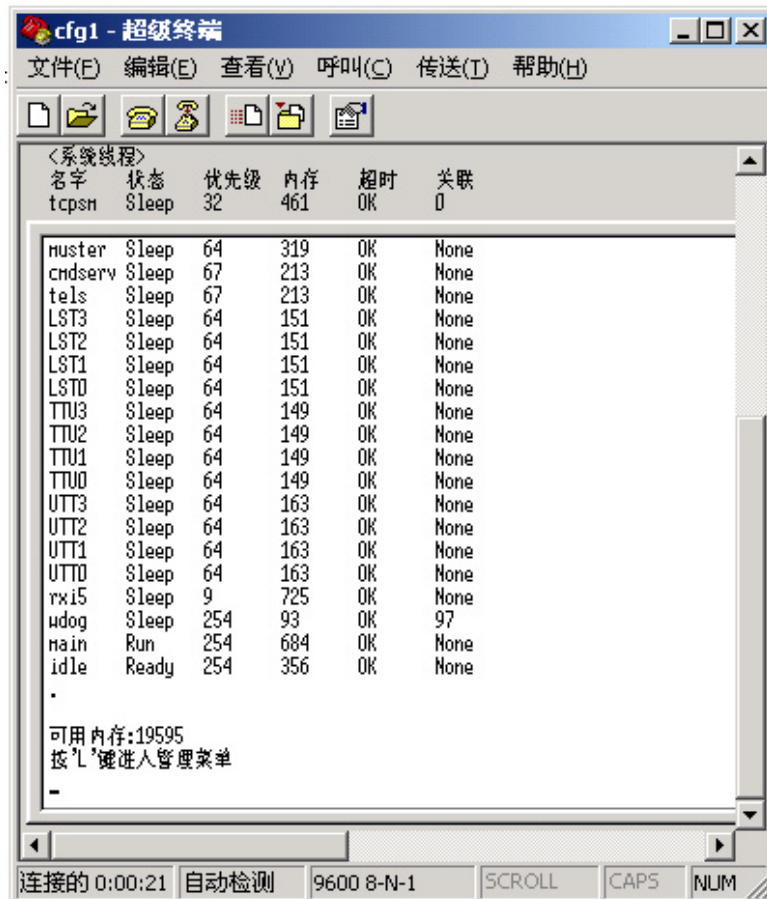 cfg1 - 超级终端
文件(F) 编辑(E) 查看(V) 呼叫(C) 传送(T) 帮助(H)
<系统线程>
名字 状态 优先级 内存 超时 关联
tcpsm Sleep 32 461 OK 0
muster Sleep 64 319 OK None
cmdserv Sleep 67 213 OK None
tels Sleep 67 213 OK None
LST3 Sleep 64 151 OK None
LST2 Sleep 64 151 OK None
LST1 Sleep 64 151 OK None
LST0 Sleep 64 151 OK None
TTU3 Sleep 64 149 OK None
TTU2 Sleep 64 149 OK None
TTU1 Sleep 64 149 OK None
TTU0 Sleep 64 149 OK None
UTT3 Sleep 64 163 OK None
UTT2 Sleep 64 163 OK None
UTT1 Sleep 64 163 OK None
UTT0 Sleep 64 163 OK None
rxi5 Sleep 9 725 OK None
wdog Sleep 254 93 OK 97
main Run 254 684 OK None
idle Ready 254 356 OK None
.
可用内存:19595
按'L'键进入管理菜单
连接的 0:00:21 自动检测 9600 8-N-1 SCROLL CAPS NUM